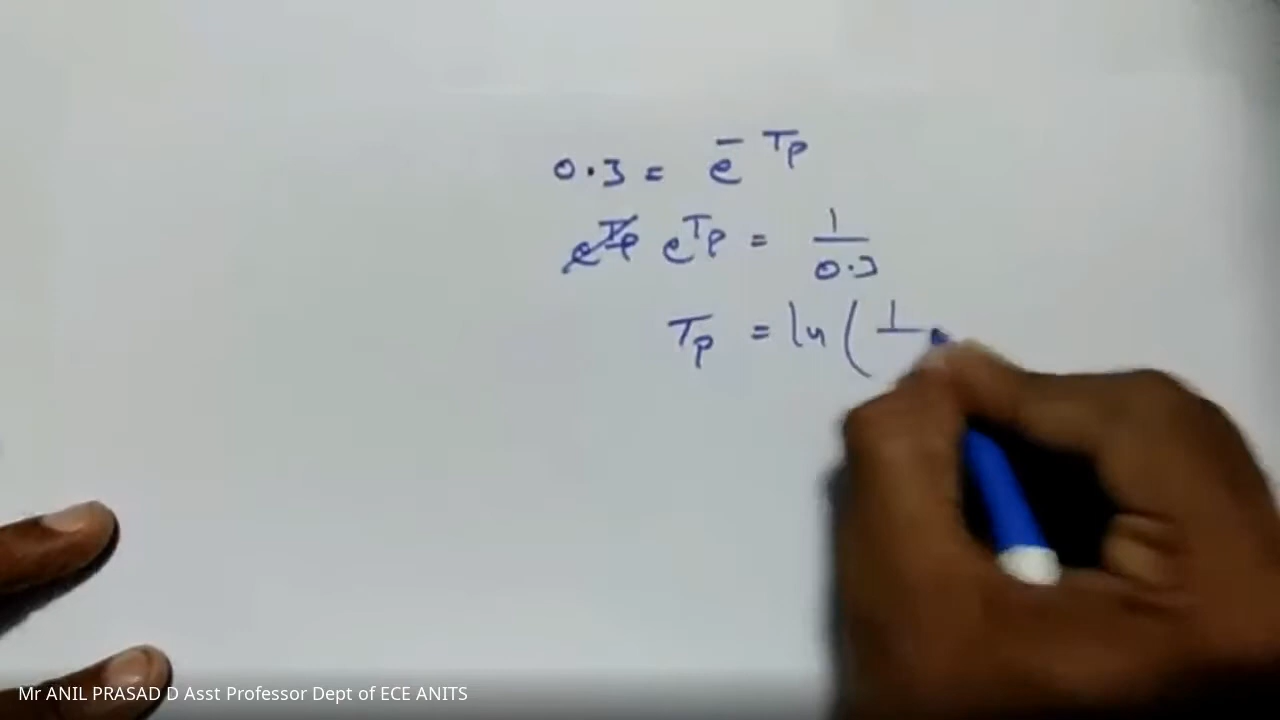 0.3 = e^-Tp
e^Tp e^Tp = 1/0.3
Tp = ln ( 1
Mr ANIL PRASAD D Asst Professor Dept of ECE ANITS